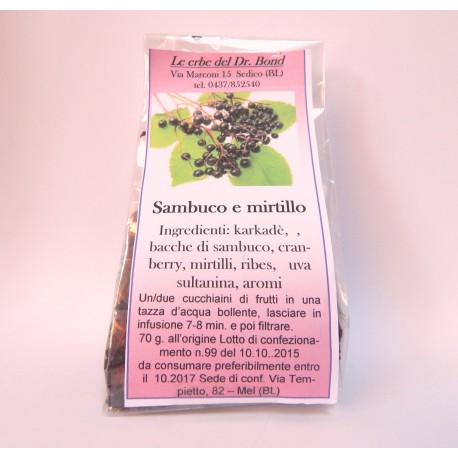 Le erbe del Dr. Bond
Via Marconi 15 Sedico (BL)
tel. 0437/852540
Sambuco e mirtillo
Ingredienti: karkadè, ,
bacche di sambuco, cran-
berry, mirtilli, ribes, uva
sultanina, aromi
Un/due cucchiaini di frutti in una
tazza d'acqua bollente, lasciare in
infusione 7-8 min. e poi filtrare.
70 g. all'origine Lotto di confeziona-
mento n.99 del 10.10..2015
da consumare preferibilmente entro
il 10.2017 Sede di conf. Via Tem-
pietto, 82 – Mel (BL)